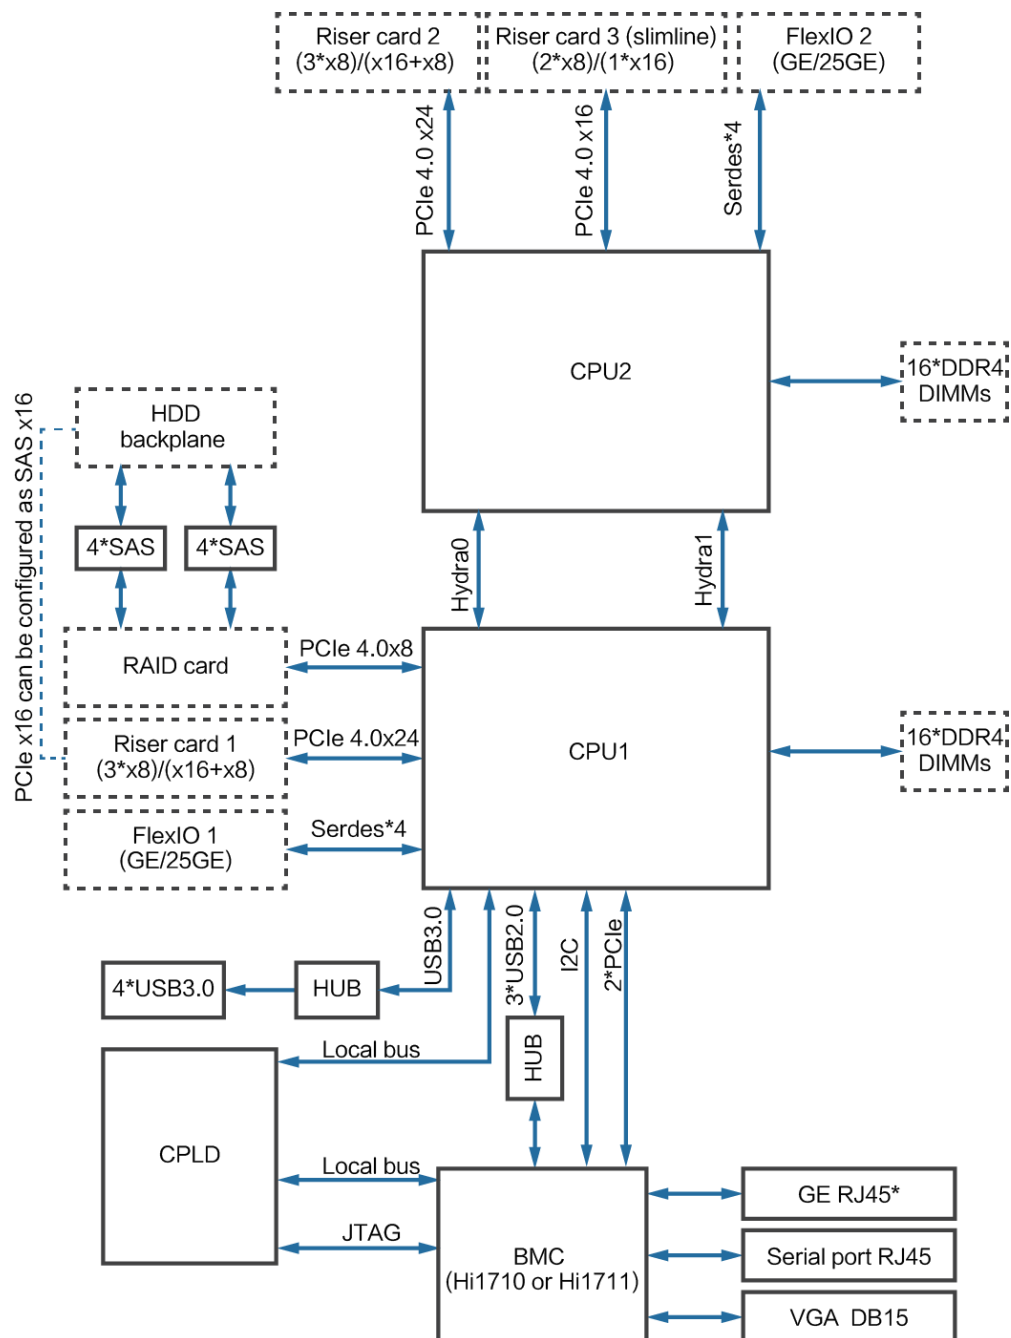 Riser card 2
(3*x8)/(x16+x8)
Riser card 3 (slimline)
(2*x8)/(1*x16)
FlexIO 2
(GE/25GE)
PCIe 4.0 x24
PCIe 4.0 x16
Serdes*4
CPU2
16*DDR4
DIMMs
HDD
backplane
PCIe x16 can be configured as SAS x16
4*SAS
4*SAS
Hydra0
Hydra1
RAID card
PCIe 4.0x8
Riser card 1
(3*x8)/(x16+x8)
PCIe 4.0x24
CPU1
16*DDR4
DIMMs
FlexIO 1
(GE/25GE)
Serdes*4
USB3.0
3*USB2.0
I2C
2*PCIe
4*USB3.0
HUB
HUB
Local bus
CPLD
Local bus
JTAG
BMC
(Hi1710 or Hi1711)
GE RJ45*
Serial port RJ45
VGA DB15